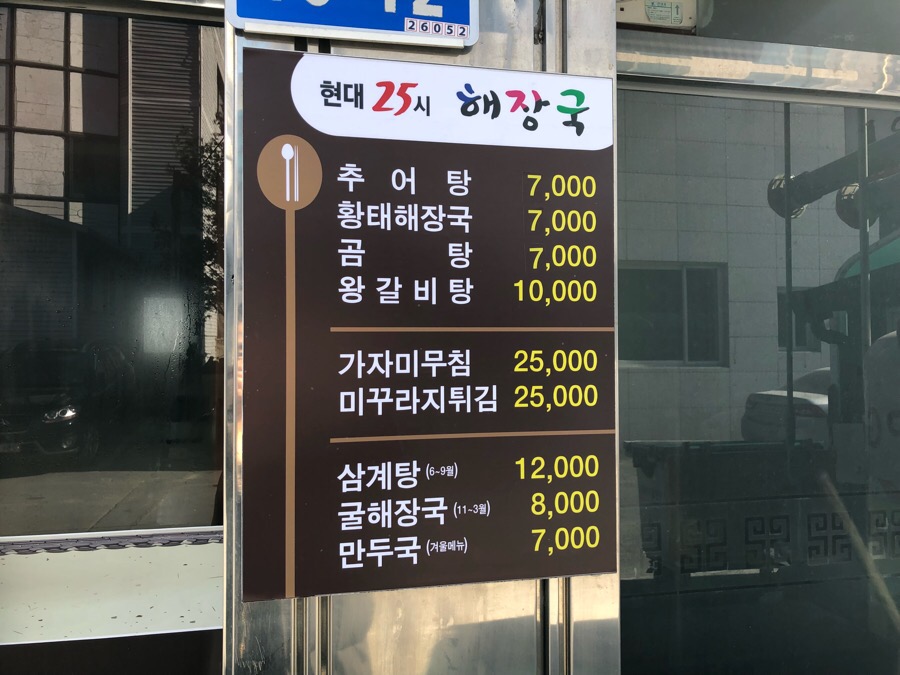 26052
현대 25시 해장국
추어탕 7,000
황태해장국 7,000
곰탕 7,000
왕갈비탕 10,000
가자미무침 25,000
미꾸라지튀김 25,000
삼계탕 (6~9월) 12,000
굴해장국 (11~3월) 8,000
만두국 (겨울메뉴) 7,000